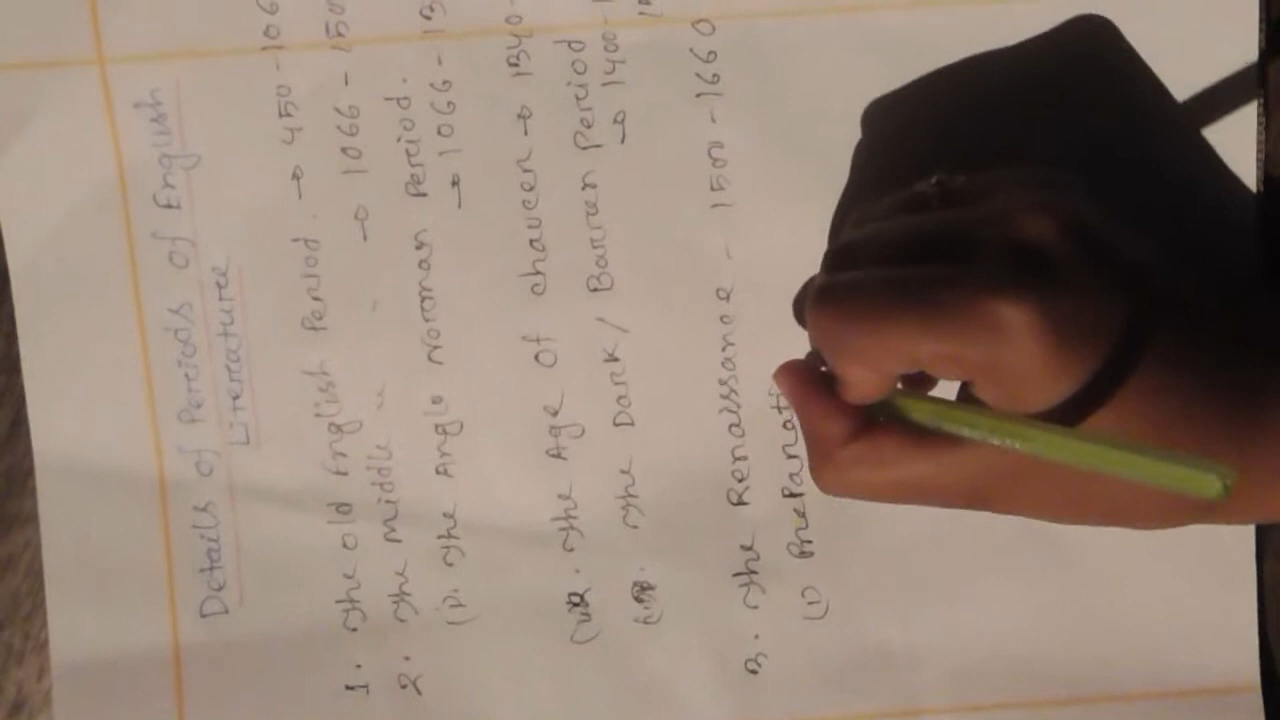 Details of Periods of English
Literature
1. The old English Period. → 450-106
2. The middle " " → 1066-150
(i). The Anglo Norman Period.
→ 1066-13
The Age of chaucer → 1340-
The Dark / Barren Period
→ 1400-
3. The Renaissance - 1500-1660
(i) Preparati